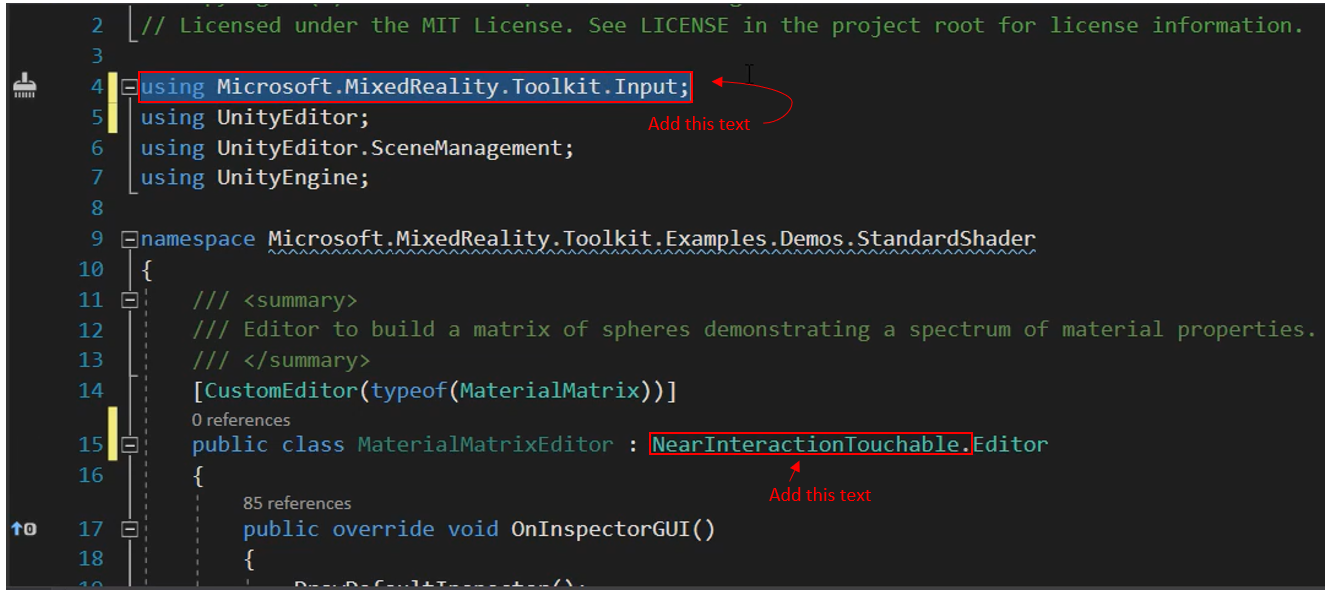 2 // Licensed under the MIT License. See LICENSE in the project root for license information.
3
4 using Microsoft.MixedReality.Toolkit.Input;
Add this text
5 using UnityEditor;
6 using UnityEditor.SceneManagement;
7 using UnityEngine;
8
9 namespace Microsoft.MixedReality.Toolkit.Examples.Demos.StandardShader
10 {
11 /// <summary>
12 /// Editor to build a matrix of spheres demonstrating a spectrum of material properties.
13 /// </summary>
14 [CustomEditor(typeof(MaterialMatrix))]
0 references
15 public class MaterialMatrixEditor : NearInteractionTouchable.Editor
16 {
Add this text
85 references
17 public override void OnInspectorGUI()
18 {
19 DrawDefaultInspector();